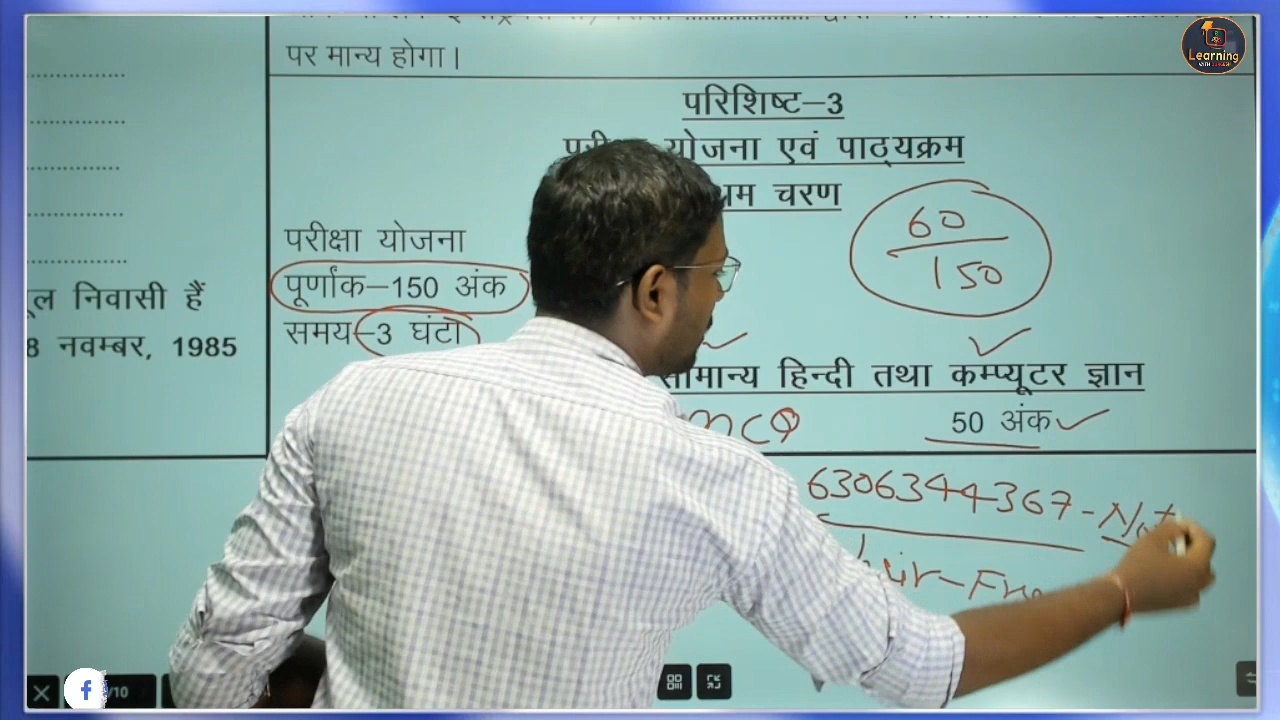 पर मान्य होगा।
परिशिष्ट–3
योजना एवं पाठ्यक्रम
चरण
60
150
परीक्षा योजना
पूर्णांक–150 अंक
समय–3 घंटा
निवासी हैं
नवम्बर, 1985
सामान्य हिन्दी तथा कम्प्यूटर ज्ञान
MCQ
50 अंक
6306344367-
Learning
/10